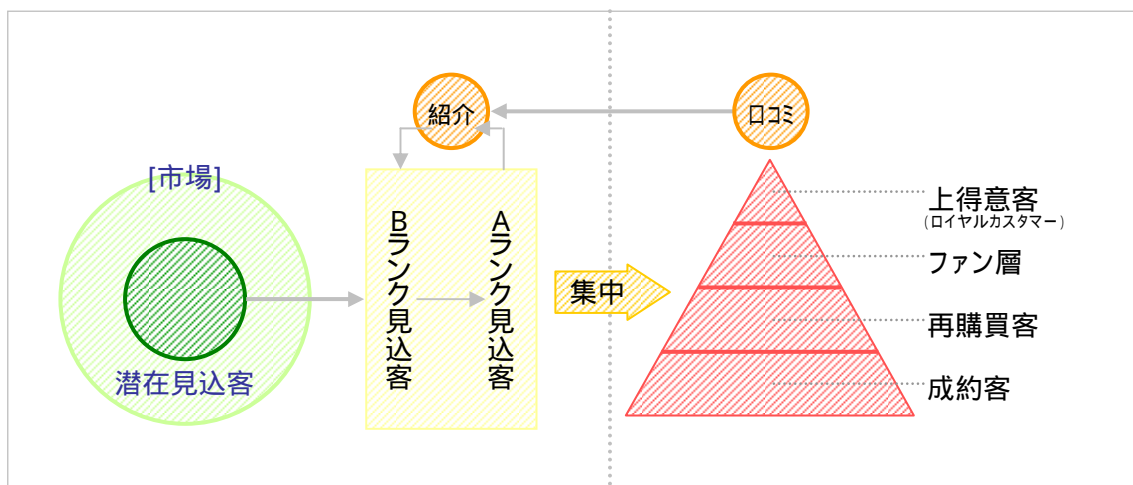 紹介
口コミ
[市場]
潜在見込客
Bランク見込客
Aランク見込客
集中
上得意客
(ロイヤルカスタマー)
ファン層
再購買客
成約客